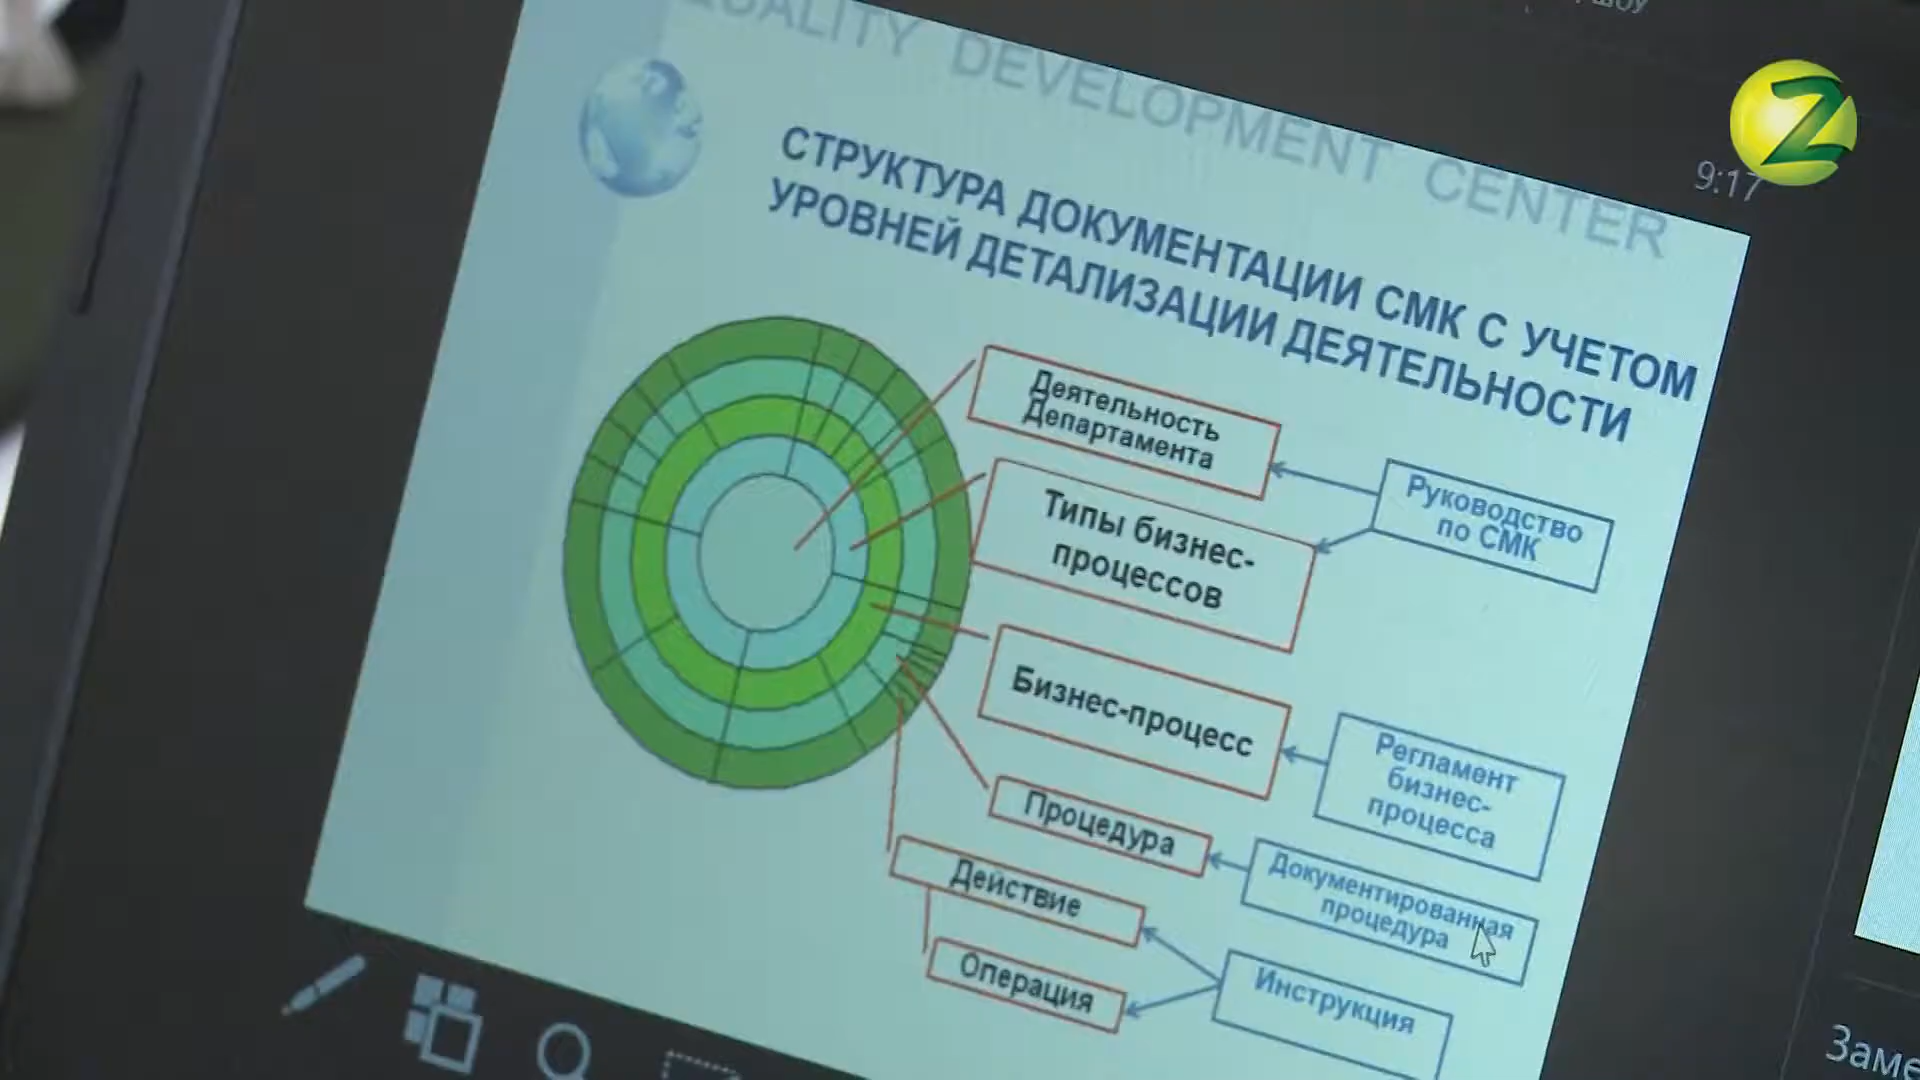 QUALITY DEVELOPMENT CENTER
9:17
СТРУКТУРА ДОКУМЕНТАЦИИ СМК С УЧЕТОМ
УРОВНЕЙ ДЕТАЛИЗАЦИИ ДЕЯТЕЛЬНОСТИ
Деятельность
Департамента
Руководство
по СМК
Типы бизнес-
процессов
Бизнес-процесс
Регламент
бизнес-
процесса
Процедура
Документированная
процедура
Действие
Операция
Инструкция